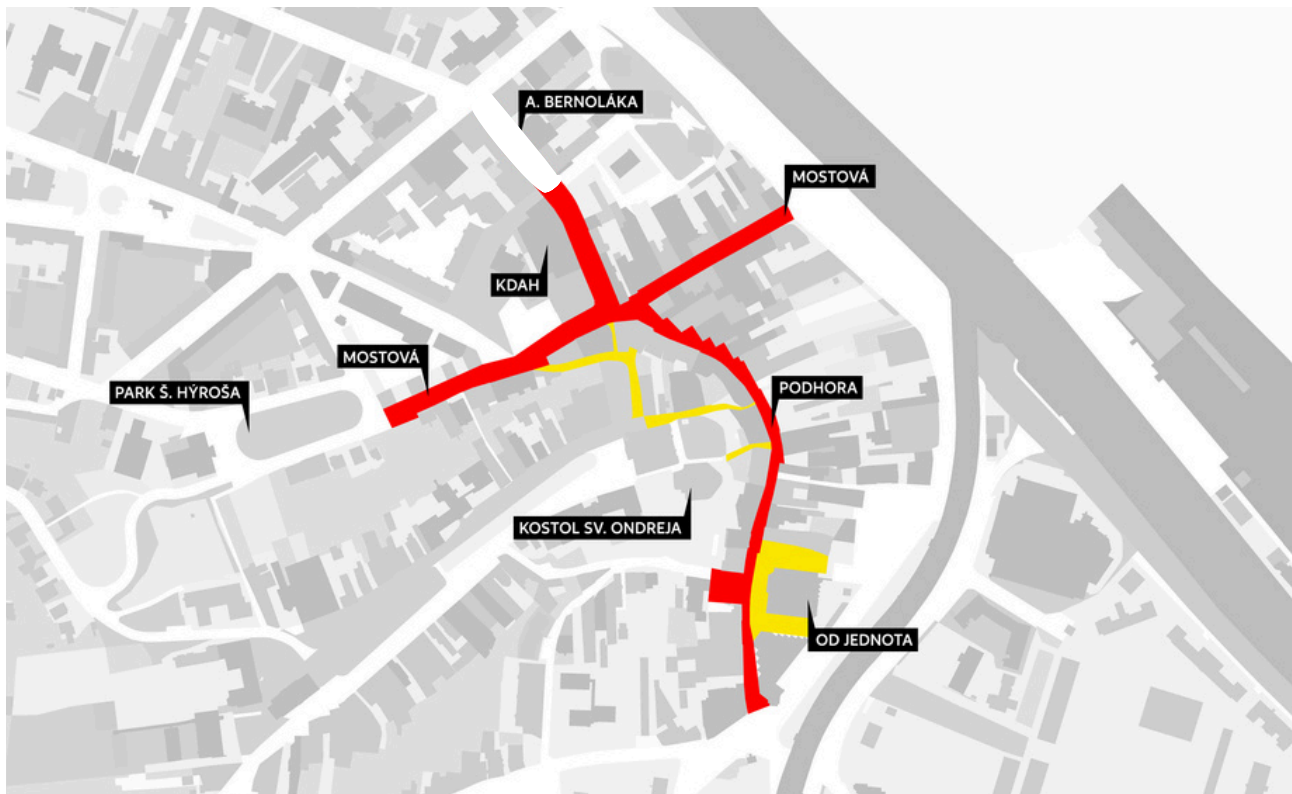 A. BERNOLÁKA
MOSTOVÁ
KDAH
MOSTOVÁ
PARK Š. HÝROŠA
PODHORA
KOSTOL SV. ONDREJA
OD JEDNOTA